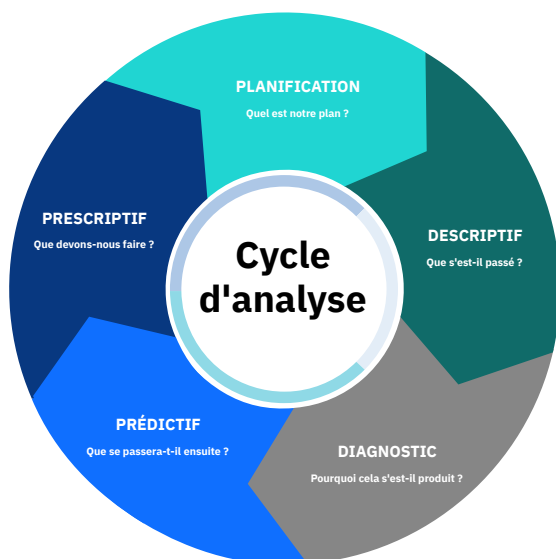 PLANIFICATION
Quel est notre plan ?
DESCRIPTIF
Que s'est-il passé ?
DIAGNOSTIC
Pourquoi cela s'est-il produit ?
PRÉDICTIF
Que se passera-t-il ensuite ?
PRESCRIPTIF
Que devons-nous faire ?
Cycle
d'analyse